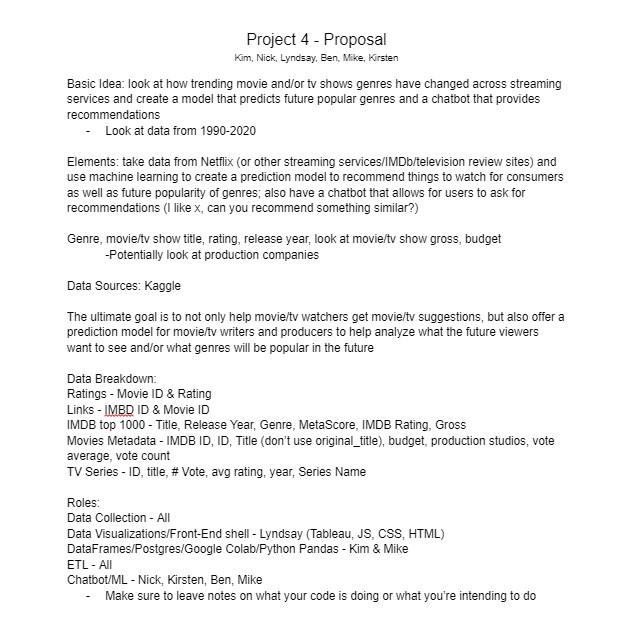 Project 4 - Proposal
Kim, Nick, Lyndsay, Ben, Mike, Kirsten
Basic Idea: look at how trending movie and/or tv shows genres have changed across streaming
services and create a model that predicts future popular genres and a chatbot that provides
recommendations
- Look at data from 1990-2020
Elements: take data from Netflix (or other streaming services/IMDb/television review sites) and
use machine learning to create a prediction model to recommend things to watch for consumers
as well as future popularity of genres; also have a chatbot that allows for users to ask for
recommendations (I like x, can you recommend something similar?)
Genre, movie/tv show title, rating, release year, look at movie/tv show gross, budget
-Potentially look at production companies
Data Sources: Kaggle
The ultimate goal is to not only help movie/tv watchers get movie/tv suggestions, but also offer a
prediction model for movie/tv writers and producers to help analyze what the future viewers
want to see and/or what genres will be popular in the future
Data Breakdown:
Ratings - Movie ID & Rating
Links - IMBD ID & Movie ID
IMDB top 1000 - Title, Release Year, Genre, MetaScore, IMDB Rating, Gross
Movies Metadata - IMDB ID, ID, Title (don't use original_title), budget, production studios, vote
average, vote count
TV Series - ID, title, # Vote, avg rating, year, Series Name
Roles:
Data Collection - All
Data Visualizations/Front-End shell - Lyndsay (Tableau, JS, CSS, HTML)
DataFrames/Postgres/Google Colab/Python Pandas - Kim & Mike
ETL - All
Chatbot/ML - Nick, Kirsten, Ben, Mike
- Make sure to leave notes on what your code is doing or what you're intending to do